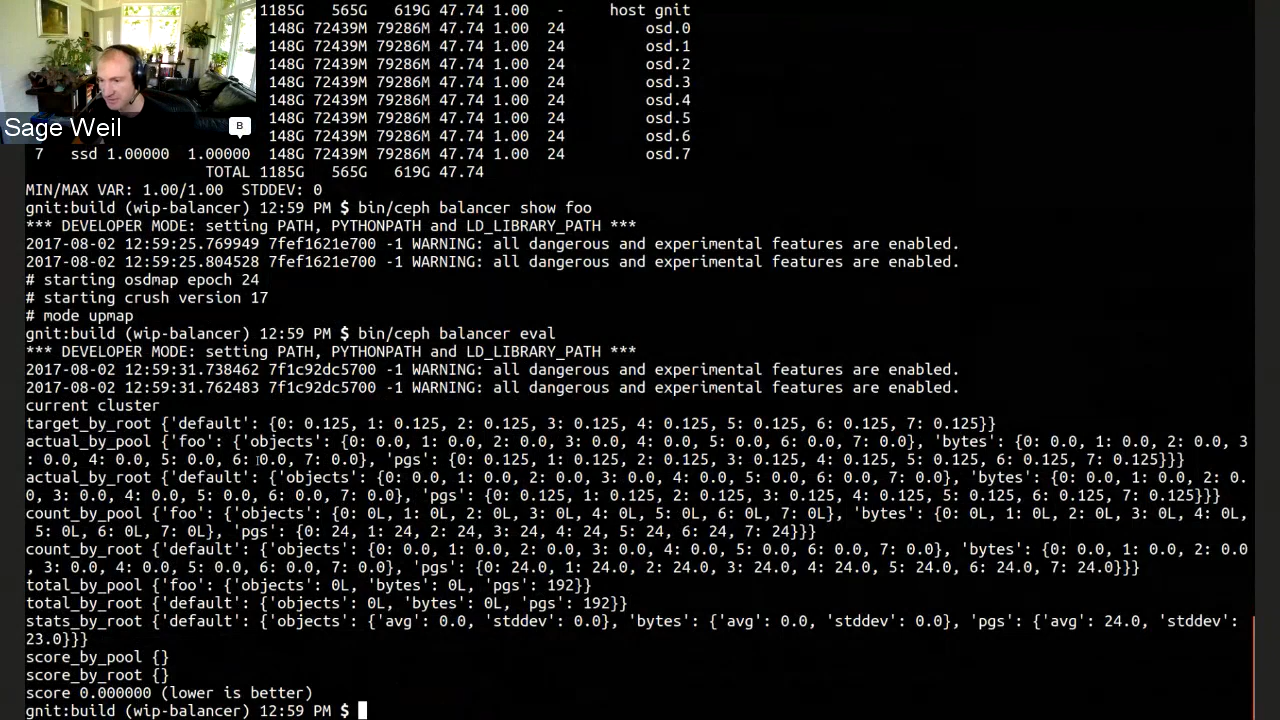 1185G   565G   619G 47.74 1.00   -     host gnit
148G 72439M 79286M 47.74 1.00  24         osd.0
148G 72439M 79286M 47.74 1.00  24         osd.1
148G 72439M 79286M 47.74 1.00  24         osd.2
148G 72439M 79286M 47.74 1.00  24         osd.3
148G 72439M 79286M 47.74 1.00  24         osd.4
148G 72439M 79286M 47.74 1.00  24         osd.5
Sage Weil
B
148G 72439M 79286M 47.74 1.00  24         osd.6
7   ssd 1.00000  1.00000   148G 72439M 79286M 47.74 1.00  24         osd.7
TOTAL 1185G   565G   619G 47.74
MIN/MAX VAR: 1.00/1.00  STDDEV: 0
gnit:build (wip-balancer) 12:59 PM $ bin/ceph balancer show foo
*** DEVELOPER MODE: setting PATH, PYTHONPATH and LD_LIBRARY_PATH ***
2017-08-02 12:59:25.769949 7fef1621e700 -1 WARNING: all dangerous and experimental features are enabled.
2017-08-02 12:59:25.804528 7fef1621e700 -1 WARNING: all dangerous and experimental features are enabled.
# starting osdmap epoch 24
# starting crush version 17
# mode upmap
gnit:build (wip-balancer) 12:59 PM $ bin/ceph balancer eval
*** DEVELOPER MODE: setting PATH, PYTHONPATH and LD_LIBRARY_PATH ***
2017-08-02 12:59:31.738462 7f1c92dc5700 -1 WARNING: all dangerous and experimental features are enabled.
2017-08-02 12:59:31.762483 7f1c92dc5700 -1 WARNING: all dangerous and experimental features are enabled.
current cluster
target_by_root {'default': {0: 0.125, 1: 0.125, 2: 0.125, 3: 0.125, 4: 0.125, 5: 0.125, 6: 0.125, 7: 0.125}}
actual_by_pool {'foo': {'objects': {0: 0.0, 1: 0.0, 2: 0.0, 3: 0.0, 4: 0.0, 5: 0.0, 6: 0.0, 7: 0.0}, 'bytes': {0: 0.0, 1: 0.0, 2: 0.0, 3
: 0.0, 4: 0.0, 5: 0.0, 6: 0.0, 7: 0.0}, 'pgs': {0: 0.125, 1: 0.125, 2: 0.125, 3: 0.125, 4: 0.125, 5: 0.125, 6: 0.125, 7: 0.125}}}
actual_by_root {'default': {'objects': {0: 0.0, 1: 0.0, 2: 0.0, 3: 0.0, 4: 0.0, 5: 0.0, 6: 0.0, 7: 0.0}, 'bytes': {0: 0.0, 1: 0.0, 2: 0.
0, 3: 0.0, 4: 0.0, 5: 0.0, 6: 0.0, 7: 0.0}, 'pgs': {0: 0.125, 1: 0.125, 2: 0.125, 3: 0.125, 4: 0.125, 5: 0.125, 6: 0.125, 7: 0.125}}}
count_by_pool {'foo': {'objects': {0: 0L, 1: 0L, 2: 0L, 3: 0L, 4: 0L, 5: 0L, 6: 0L, 7: 0L}, 'bytes': {0: 0L, 1: 0L, 2: 0L, 3: 0L, 4: 0L,
5: 0L, 6: 0L, 7: 0L}, 'pgs': {0: 24, 1: 24, 2: 24, 3: 24, 4: 24, 5: 24, 6: 24, 7: 24}}}
count_by_root {'default': {'objects': {0: 0.0, 1: 0.0, 2: 0.0, 3: 0.0, 4: 0.0, 5: 0.0, 6: 0.0, 7: 0.0}, 'bytes': {0: 0.0, 1: 0.0, 2: 0.0
, 3: 0.0, 4: 0.0, 5: 0.0, 6: 0.0, 7: 0.0}, 'pgs': {0: 24.0, 1: 24.0, 2: 24.0, 3: 24.0, 4: 24.0, 5: 24.0, 6: 24.0, 7: 24.0}}}
total_by_pool {'foo': {'objects': 0L, 'bytes': 0L, 'pgs': 192}}
total_by_root {'default': {'objects': 0L, 'bytes': 0L, 'pgs': 192}}
stats_by_root {'default': {'objects': {'avg': 0.0, 'stddev': 0.0}, 'bytes': {'avg': 0.0, 'stddev': 0.0}, 'pgs': {'avg': 24.0, 'stddev':
23.0}}}
score_by_pool {}
score_by_root {}
score 0.000000 (lower is better)
gnit:build (wip-balancer) 12:59 PM $